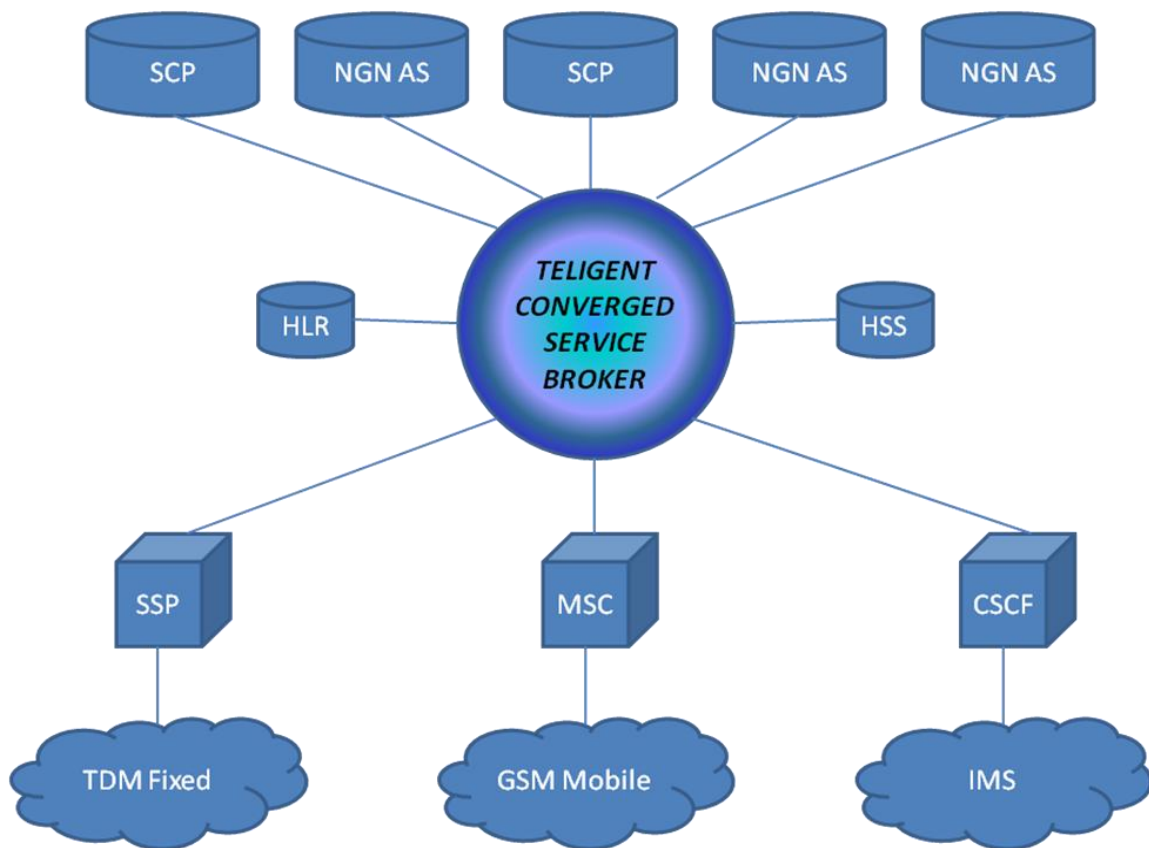 SCP
NGN AS
SCP
NGN AS
NGN AS
TELIGENT
CONVERGED
SERVICE
BROKER
HLR
HSS
SSP
MSC
CSCF
TDM Fixed
GSM Mobile
IMS